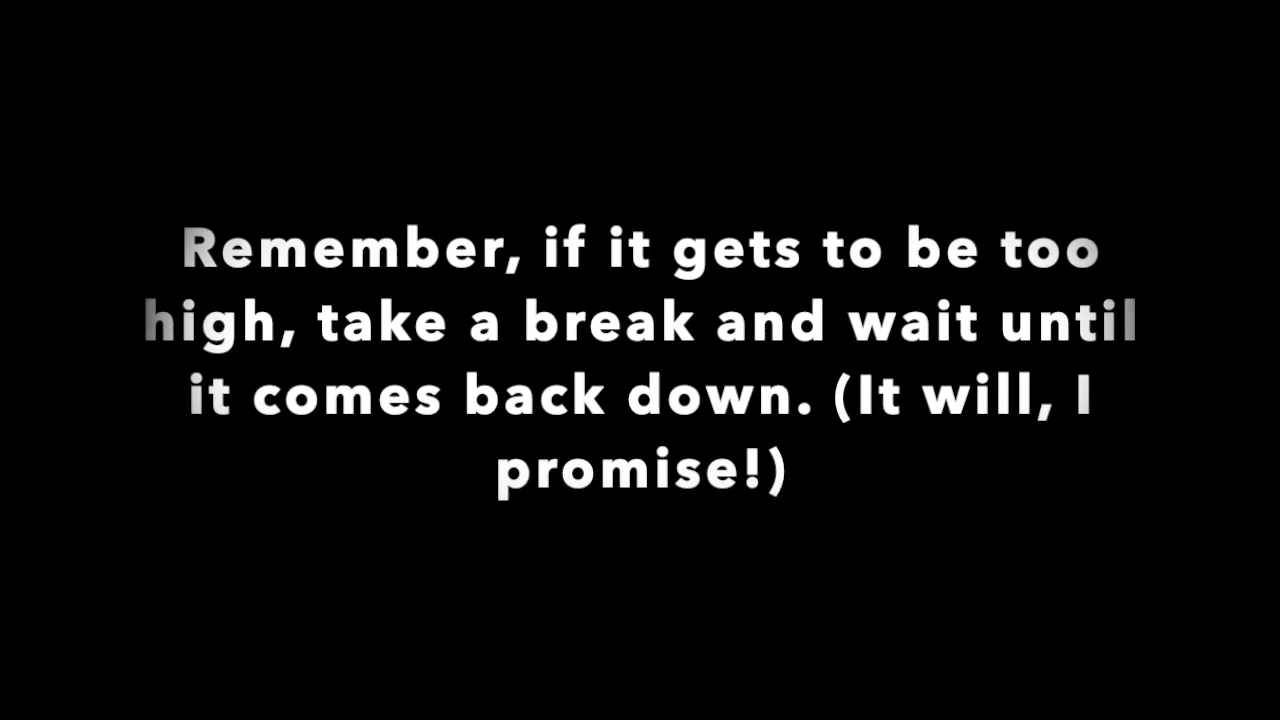 Remember, if it gets to be too
high, take a break and wait until
it comes back down. (It will, I
promise!)